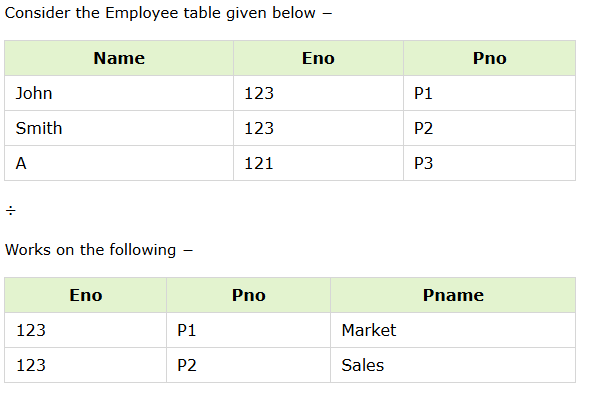 Consider the Employee table given below −
Name Eno Pno
John 123 P1
Smith 123 P2
A 121 P3
÷
Works on the following −
Eno Pno Pname
123 P1 Market
123 P2 Sales